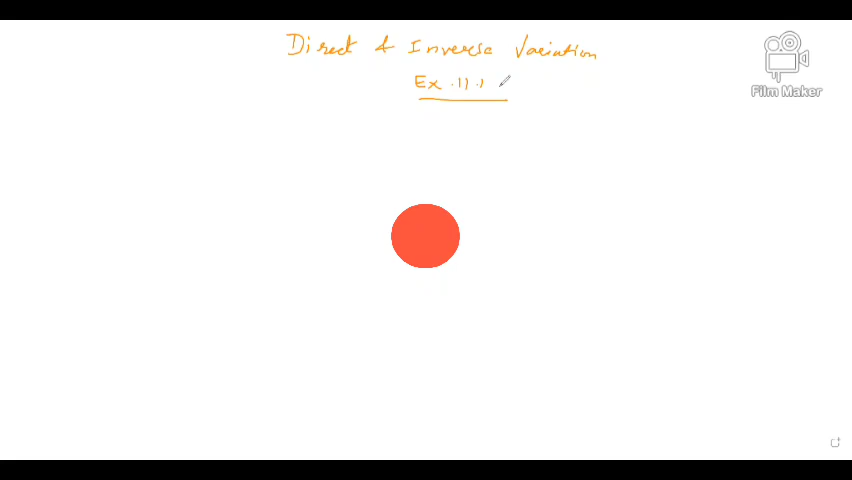 Direct & Inverse Variation
Ex. 11.1
Film Maker